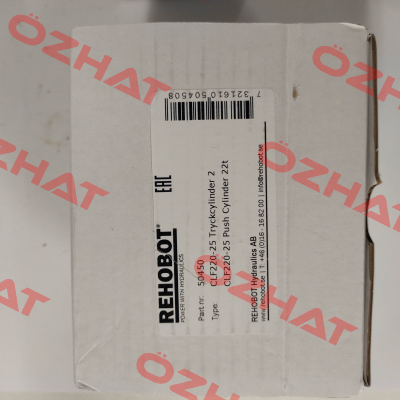 ÖZHAT
ÖZHAT
ÖZHAT
ÖZHAT
ÖZHAT
7 321610 504508
EAC
REHOBOT
POWER WITH HYDRAULICS
Part nr: 50450
Type: CLF220-25 Tryckcylinder 2
CLF220-25 Push Cylinder 22t
REHOBOT Hydraulics AB
www.rehobot.se | T: +46 (0)16 - 16 82 00 | info@rehobot.se